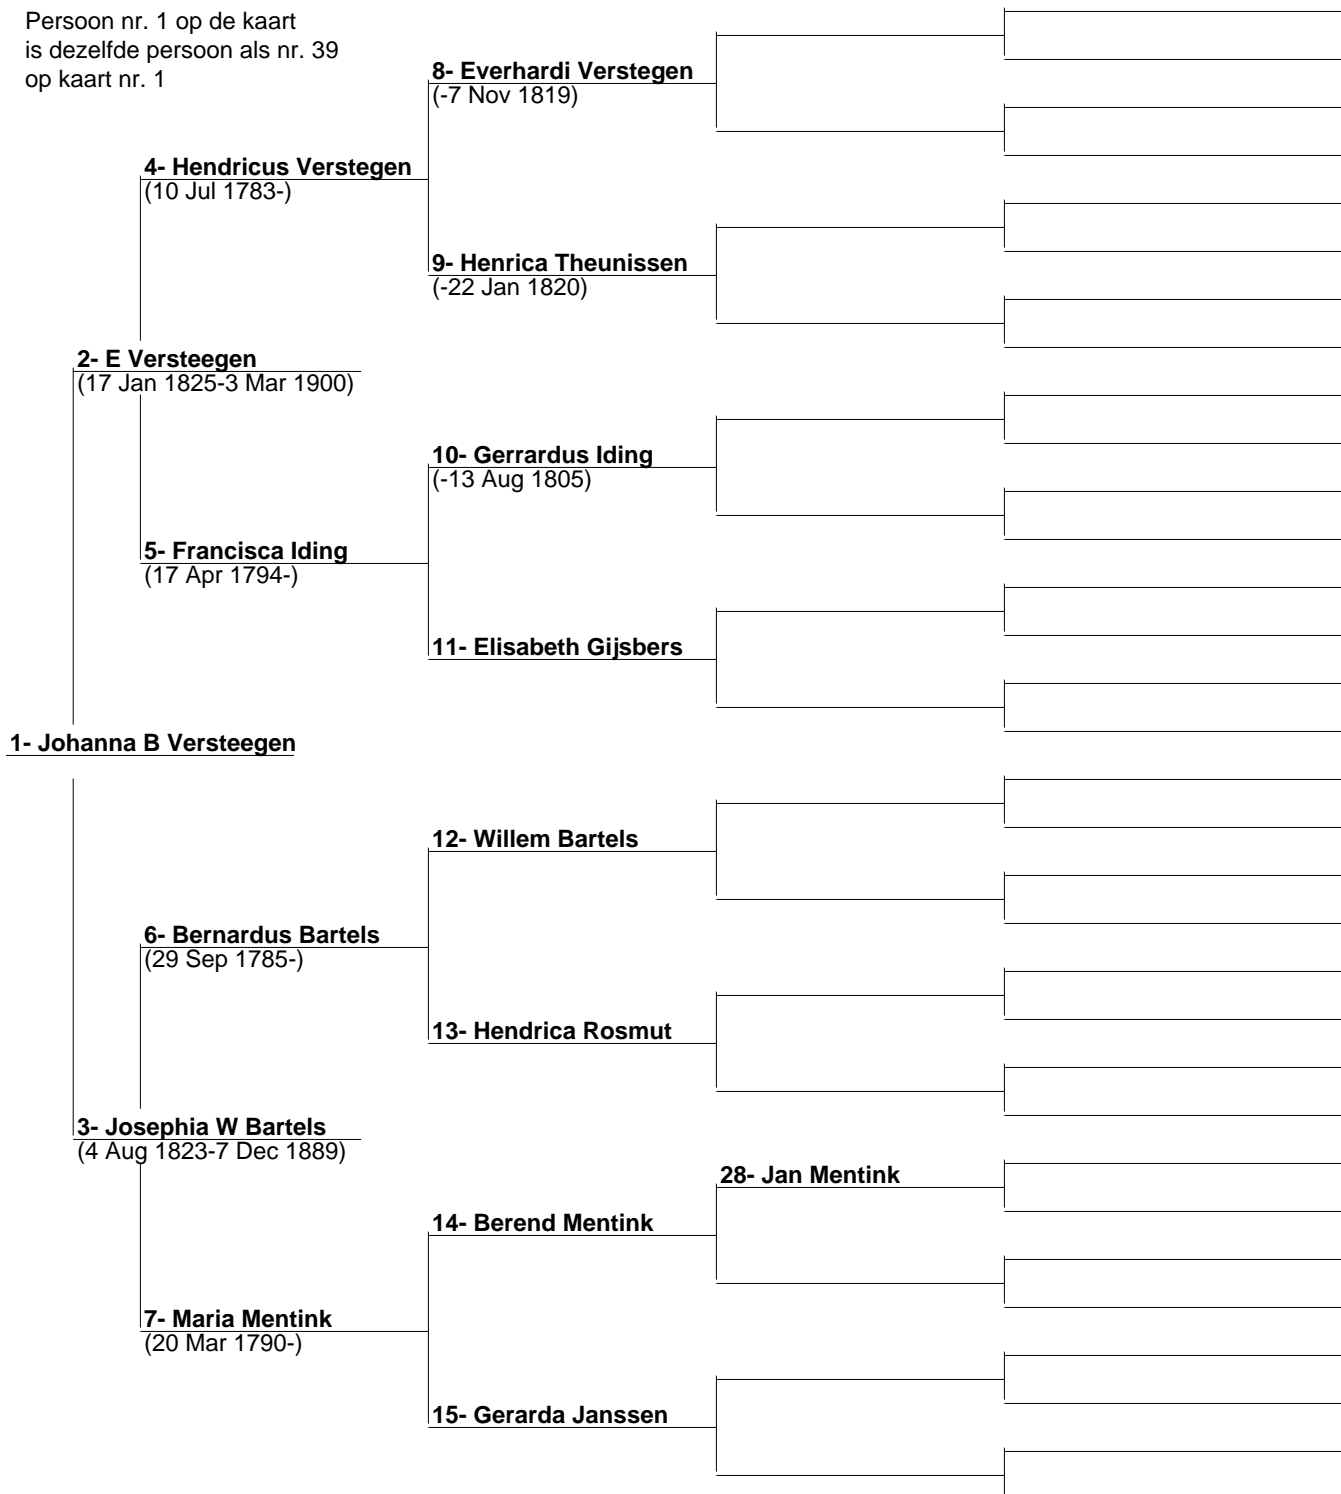 Persoon nr. 1 op de kaart
is dezelfde persoon als nr. 39
op kaart nr. 1
8- Everhardi Verstegen
(-7 Nov 1819)
4- Hendricus Verstegen
(10 Jul 1783-)
9- Henrica Theunissen
(-22 Jan 1820)
2- E Versteegen
(17 Jan 1825-3 Mar 1900)
10- Gerrardus Iding
(-13 Aug 1805)
5- Francisca Iding
(17 Apr 1794-)
11- Elisabeth Gijsbers
1- Johanna B Versteegen
12- Willem Bartels
6- Bernardus Bartels
(29 Sep 1785-)
13- Hendrica Rosmut
3- Josephia W Bartels
(4 Aug 1823-7 Dec 1889)
28- Jan Mentink
14- Berend Mentink
7- Maria Mentink
(20 Mar 1790-)
15- Gerarda Janssen